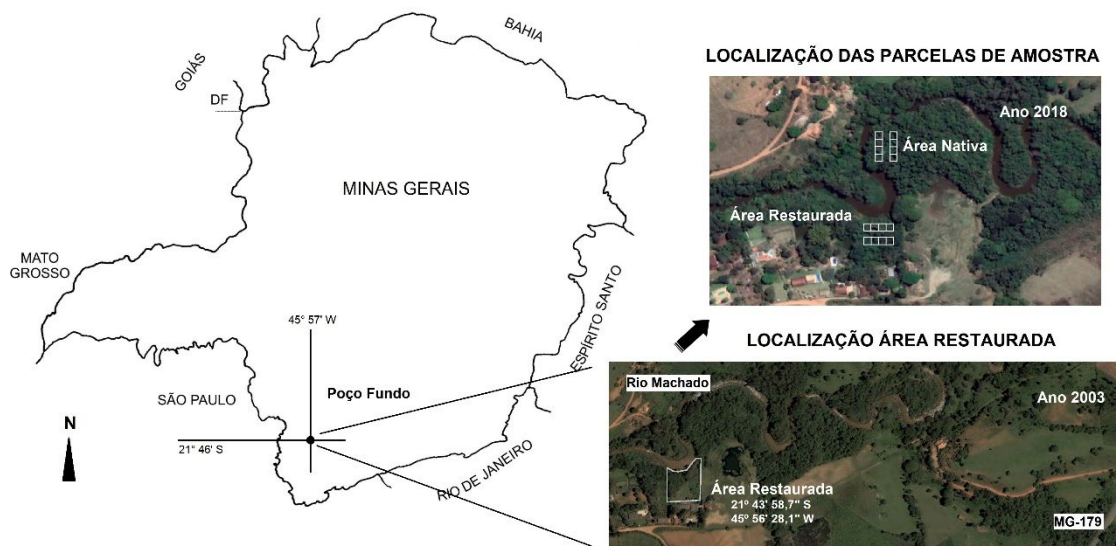 BAHIA
GOIÁS
DF
MINAS GERAIS
MATO
GROSSO
ESPÍRITO SANTO
45° 57' W
SÃO PAULO
Poço Fundo
N
21° 46' S
RIO DE JANEIRO
LOCALIZAÇÃO DAS PARCELAS DE AMOSTRA
Ano 2018
Área Nativa
Área Restaurada
LOCALIZAÇÃO ÁREA RESTAURADA
Rio Machado
Ano 2003
Área Restaurada
21° 43' 58,7" S
45° 56' 28,1" W
MG-179